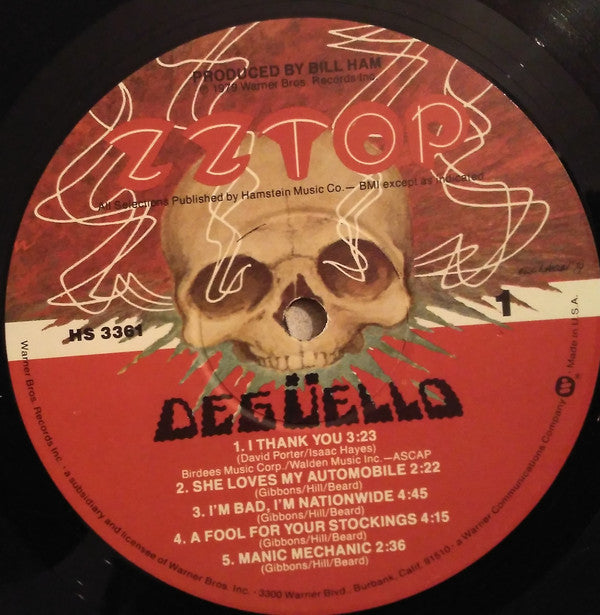 PRODUCED BY BILL HAM
℗ 1979 Warner Bros. Records Inc.
ZZ TOP
All Selections Published by Hamstein Music Co.— BMI except as indicated
HS 3361
1
DEGÜELLO
1. I THANK YOU 3:23
(David Porter/Isaac Hayes)
Birdees Music Corp./Walden Music Inc.—ASCAP
2. SHE LOVES MY AUTOMOBILE 2:22
(Gibbons/Hill/Beard)
3. I'M BAD, I'M NATIONWIDE 4:45
(Gibbons/Hill/Beard)
4. A FOOL FOR YOUR STOCKINGS 4:15
(Gibbons/Hill/Beard)
5. MANIC MECHANIC 2:36
(Gibbons/Hill/Beard)
Warner Bros. Records Inc. · a subsidiary and licensee of Warner Bros. Inc. · 3300 Warner Blvd., Burbank, Calif. 91510 · a Warner Communications Company ® Made in U.S.A.